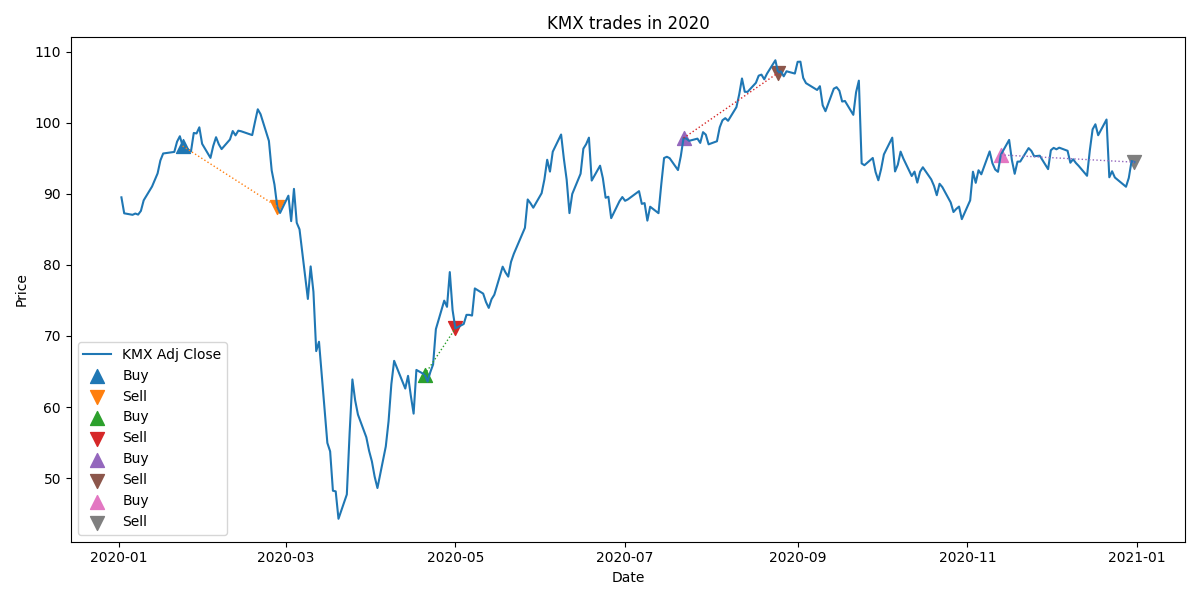 KMX trades in 2020
110
100
90
80
70
60
50
Price
KMX Adj Close
Buy
Sell
Buy
Sell
Buy
Sell
Buy
Sell
2020-01 2020-03 2020-05 2020-07 2020-09 2020-11 2021-01
Date